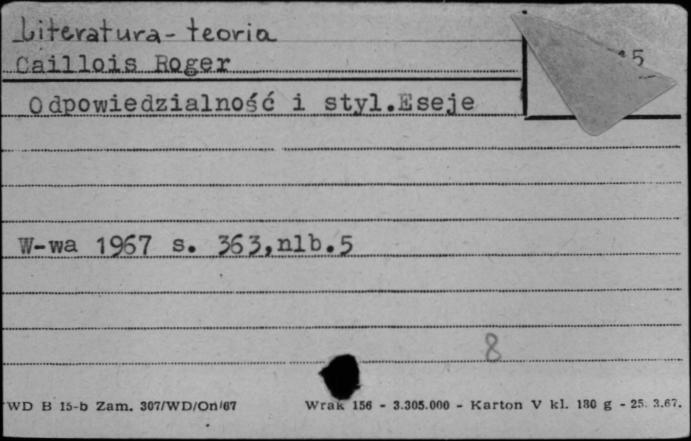 Literatura - teoria
Caillois Roger
15
Odpowiedzialność i styl.Eseje
W-wa 1967 s. 363,nlb.5
8
WD B 15-b Zam. 307/WD/On/67 Wrak 156 - 3.305.000 - Karton V kl. 180 g - 25. 3.67.